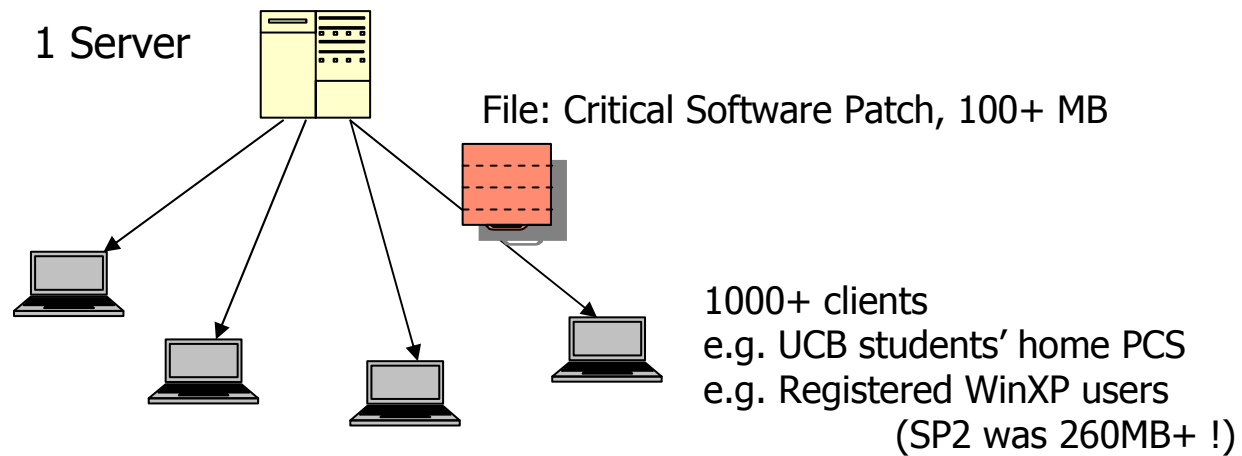 1 Server
File: Critical Software Patch, 100+ MB
1000+ clients
e.g. UCB students’ home PCS
e.g. Registered WinXP users
(SP2 was 260MB+ !)